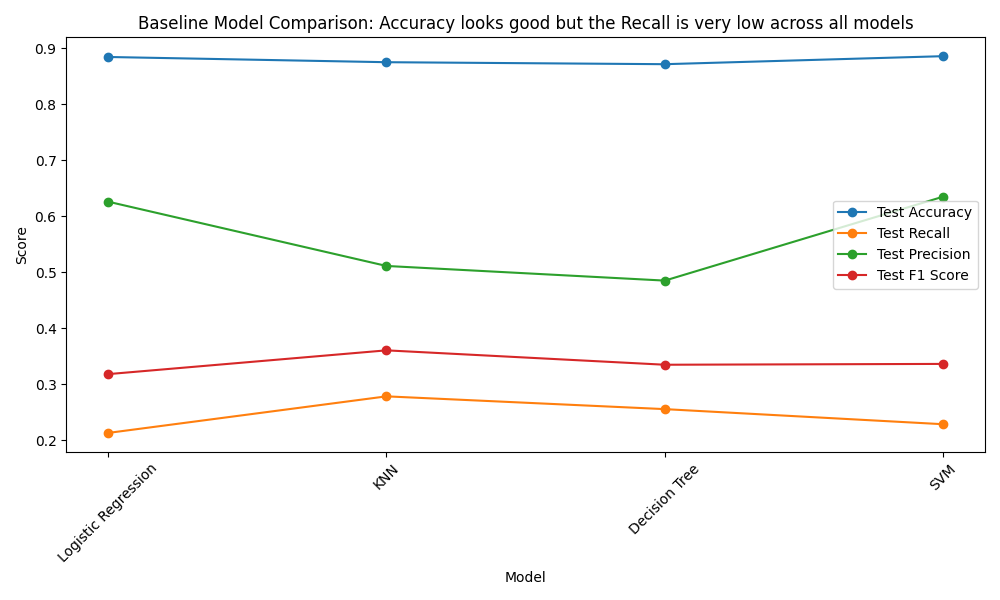 Baseline Model Comparison: Accuracy looks good but the Recall is very low across all models
Score
0.9
0.8
0.7
0.6
0.5
0.4
0.3
0.2
Test Accuracy
Test Recall
Test Precision
Test F1 Score
Logistic Regression
KNN
Decision Tree
SVM
Model